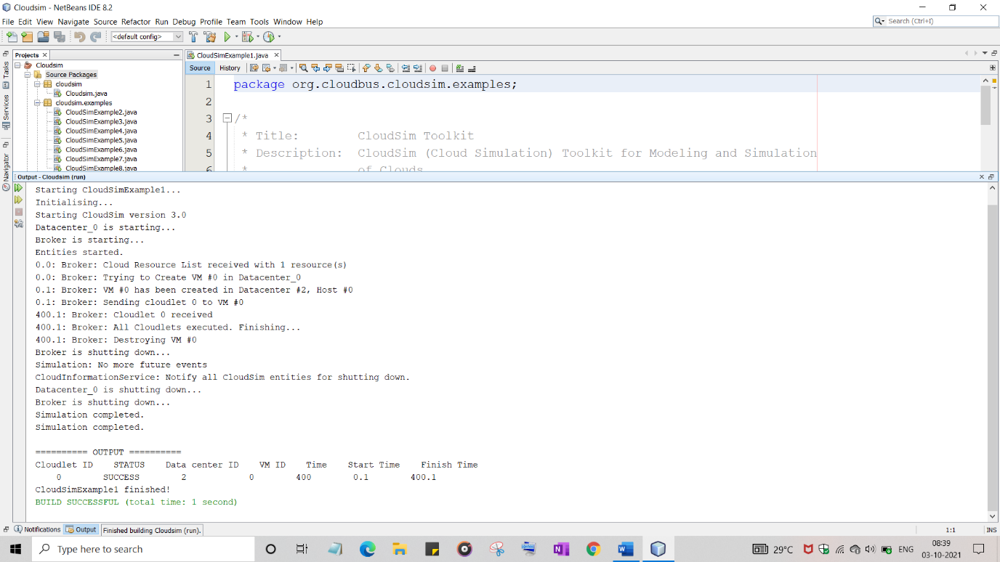 Cloudsim - NetBeans IDE 8.2
File Edit View Navigate Source Refactor Run Debug Profile Team Tools Window Help
Search (Ctrl+I)
<default config>
Projects
CloudSimExample1.java
Tasks
Services
Navigator
Cloudsim
Source Packages
cloudsim
Cloudsim.java
cloudsim.examples
CloudSimExample2.java
CloudSimExample3.java
CloudSimExample4.java
CloudSimExample5.java
CloudSimExample6.java
CloudSimExample7.java
CloudSimExample8.java
Source History
1 package org.cloudbus.cloudsim.examples;
2
3 /*
4 * Title: CloudSim Toolkit
5 * Description: CloudSim (Cloud Simulation) Toolkit for Modeling and Simulation
6 * of Clouds
Output - Cloudsim (run)
Starting CloudSimExample1...
Initialising...
Starting CloudSim version 3.0
Datacenter_0 is starting...
Broker is starting...
Entities started.
0.0: Broker: Cloud Resource List received with 1 resource(s)
0.0: Broker: Trying to Create VM #0 in Datacenter_0
0.1: Broker: VM #0 has been created in Datacenter #2, Host #0
0.1: Broker: Sending cloudlet 0 to VM #0
400.1: Broker: Cloudlet 0 received
400.1: Broker: All Cloudlets executed. Finishing...
400.1: Broker: Destroying VM #0
Broker is shutting down...
Simulation: No more future events
CloudInformationService: Notify all CloudSim entities for shutting down.
Datacenter_0 is shutting down...
Broker is shutting down...
Simulation completed.
Simulation completed.
========== OUTPUT ==========
Cloudlet ID STATUS Data center ID VM ID Time Start Time Finish Time
0 SUCCESS 2 0 400 0.1 400.1
CloudSimExample1 finished!
BUILD SUCCESSFUL (total time: 1 second)
Notifications Output Finished building Cloudsim (run). 1:1 INS
Type here to search
29°C ENG
08:39
03-10-2021